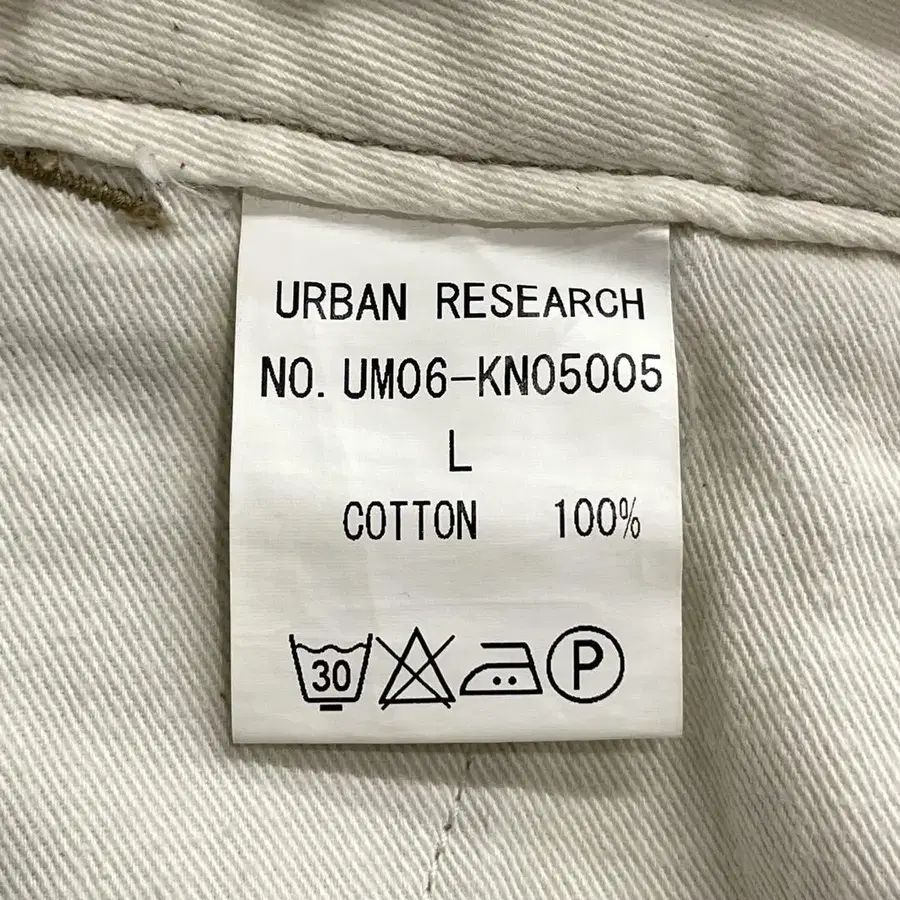 URBAN RESEARCH
NO. UM06-KN05005
L
COTTON 100%
30 P